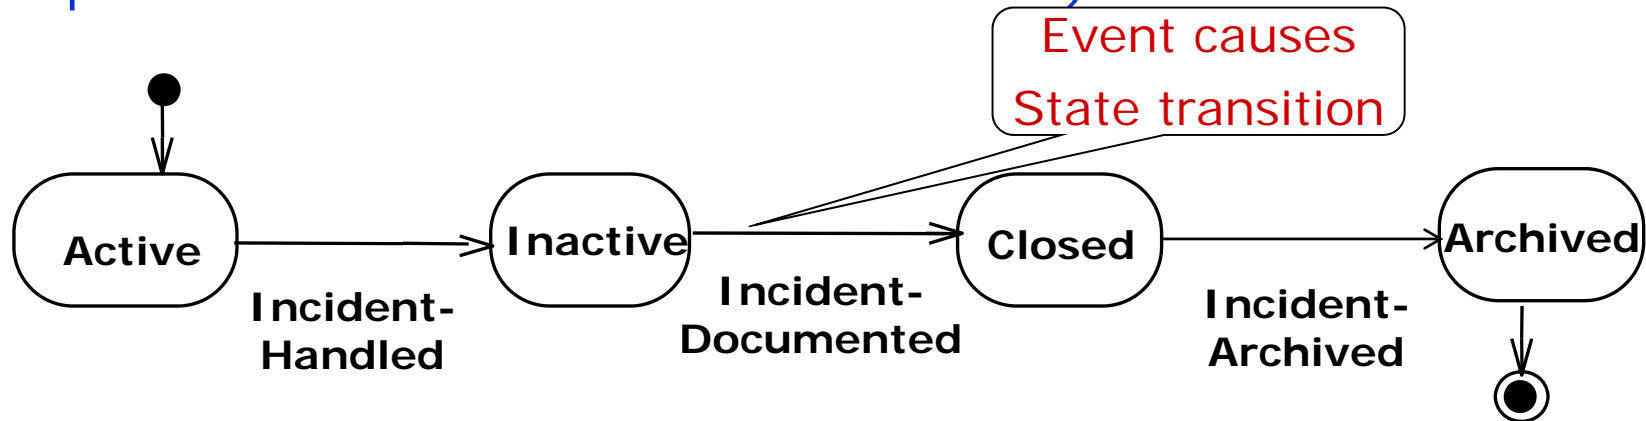 Event causes
State transition
Active
Inactive
Closed
Archived
Incident-
Handled
Incident-
Documented
Incident-
Archived